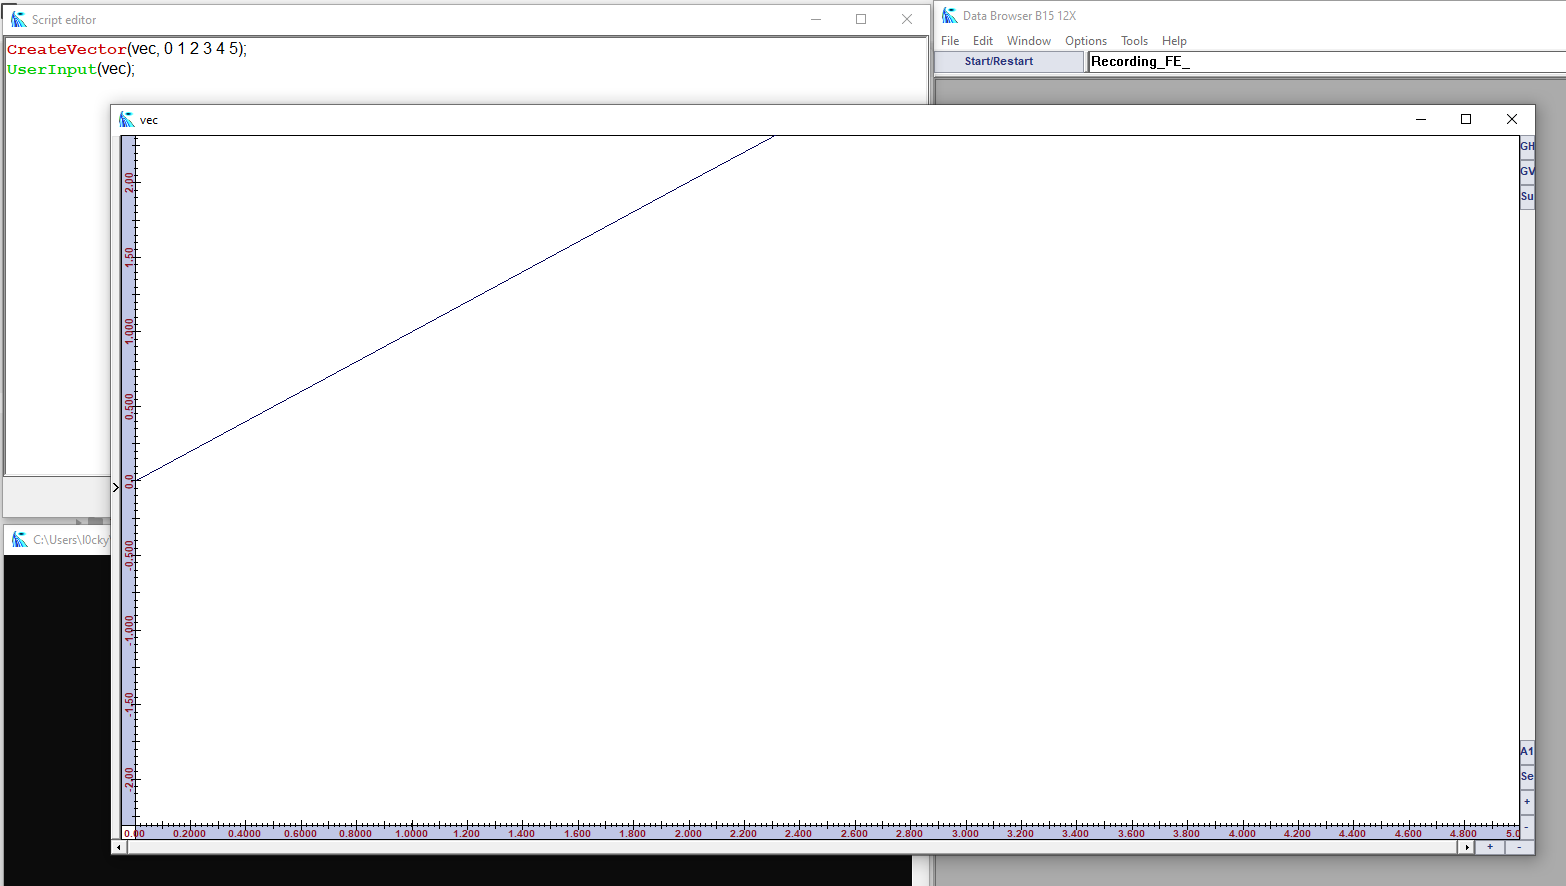 Script editor
CreateVector(vec, 0 1 2 3 4 5);
UserInput(vec);
Data Browser B15 12X
File Edit Window Options Tools Help
Start/Restart
Recording_FE_
vec
GH
GV
Su
2.00
1.50
1.000
0.500
0.0
-0.500
-1.000
-1.50
-2.00
A1
Se
+
-
0.00 0.2000 0.4000 0.6000 0.8000 1.0000 1.200 1.400 1.600 1.800 2.000 2.200 2.400 2.600 2.800 3.000 3.200 3.400 3.600 3.800 4.000 4.200 4.400 4.600 4.800 5.0
+ -
C:\Users\l0cky\